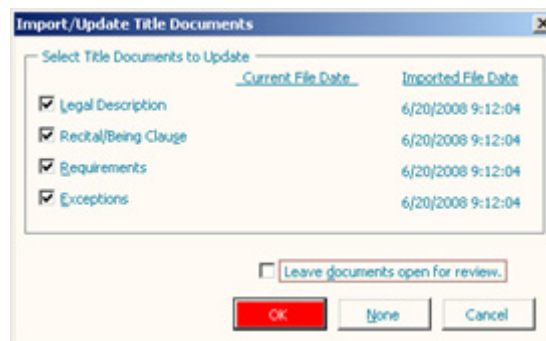 Import/Update Title Documents
Select Title Documents to Update
Current File Date Imported File Date
Legal Description 6/20/2008 9:12:04
Recital/Being Clause 6/20/2008 9:12:04
Requirements 6/20/2008 9:12:04
Exceptions 6/20/2008 9:12:04
Leave documents open for review.
OK None Cancel